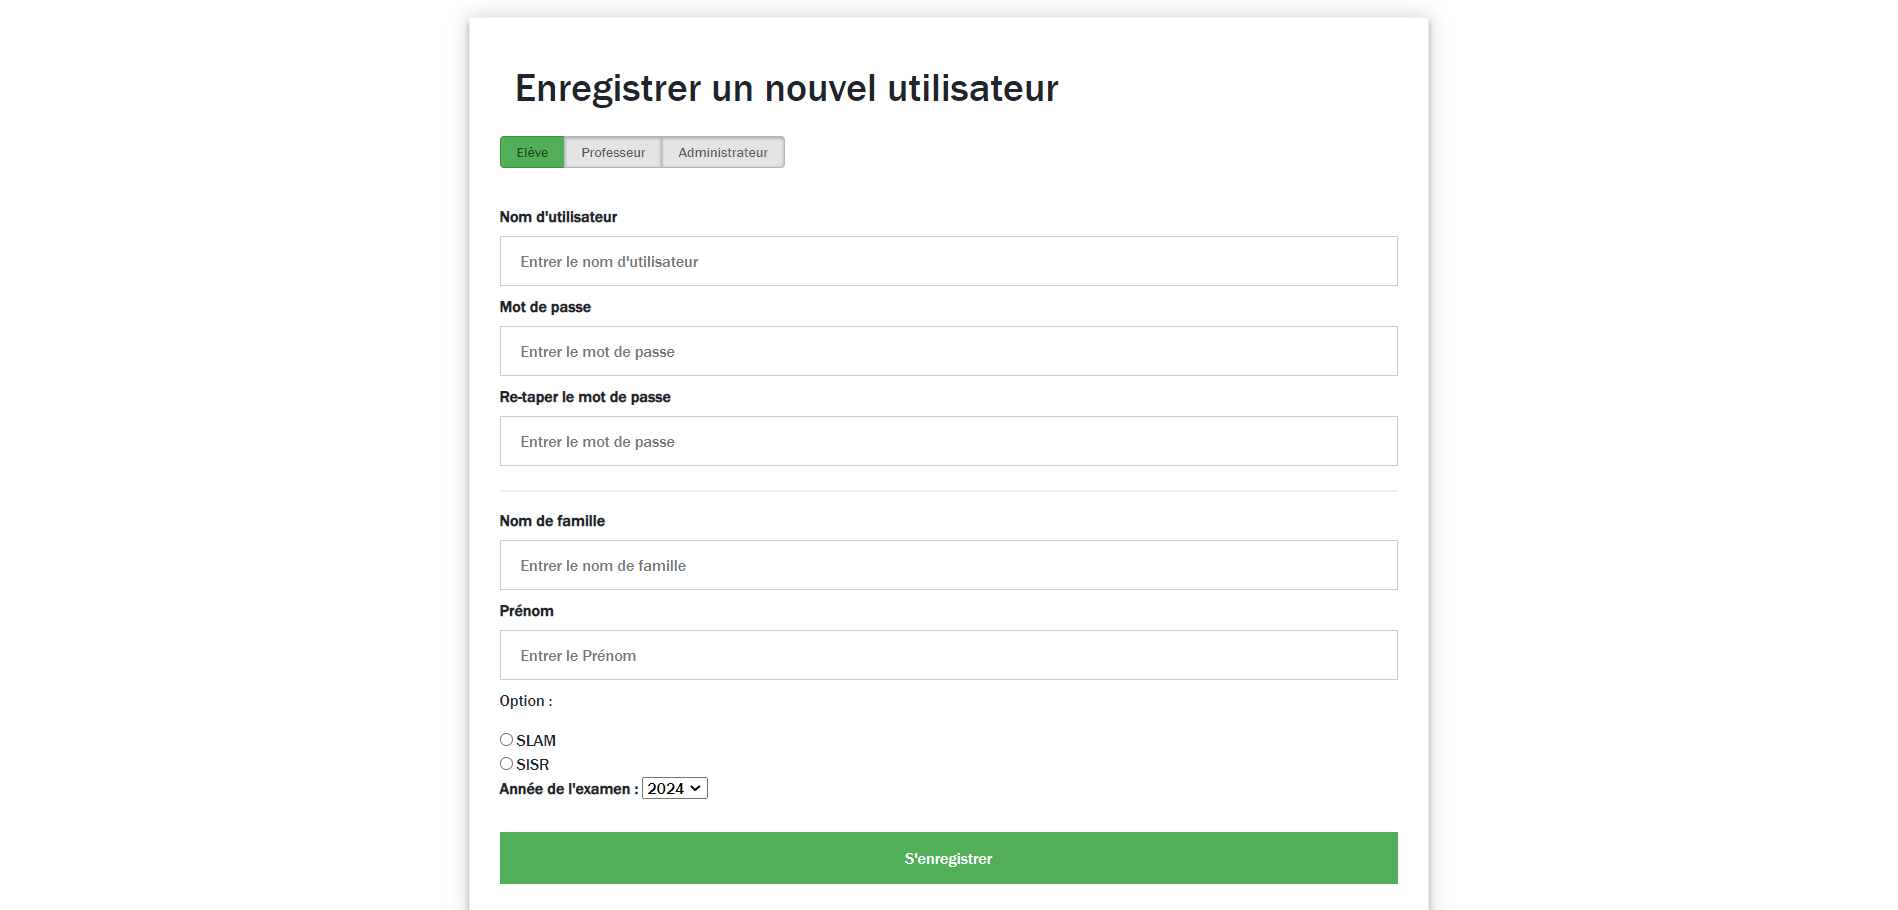 Enregistrer un nouvel utilisateur
Elève Professeur Administrateur
Nom d'utilisateur
Entrer le nom d'utilisateur
Mot de passe
Entrer le mot de passe
Re-taper le mot de passe
Entrer le mot de passe
Nom de famille
Entrer le nom de famille
Prénom
Entrer le Prénom
Option :
SLAM
SISR
Année de l'examen : 2024
S'enregistrer